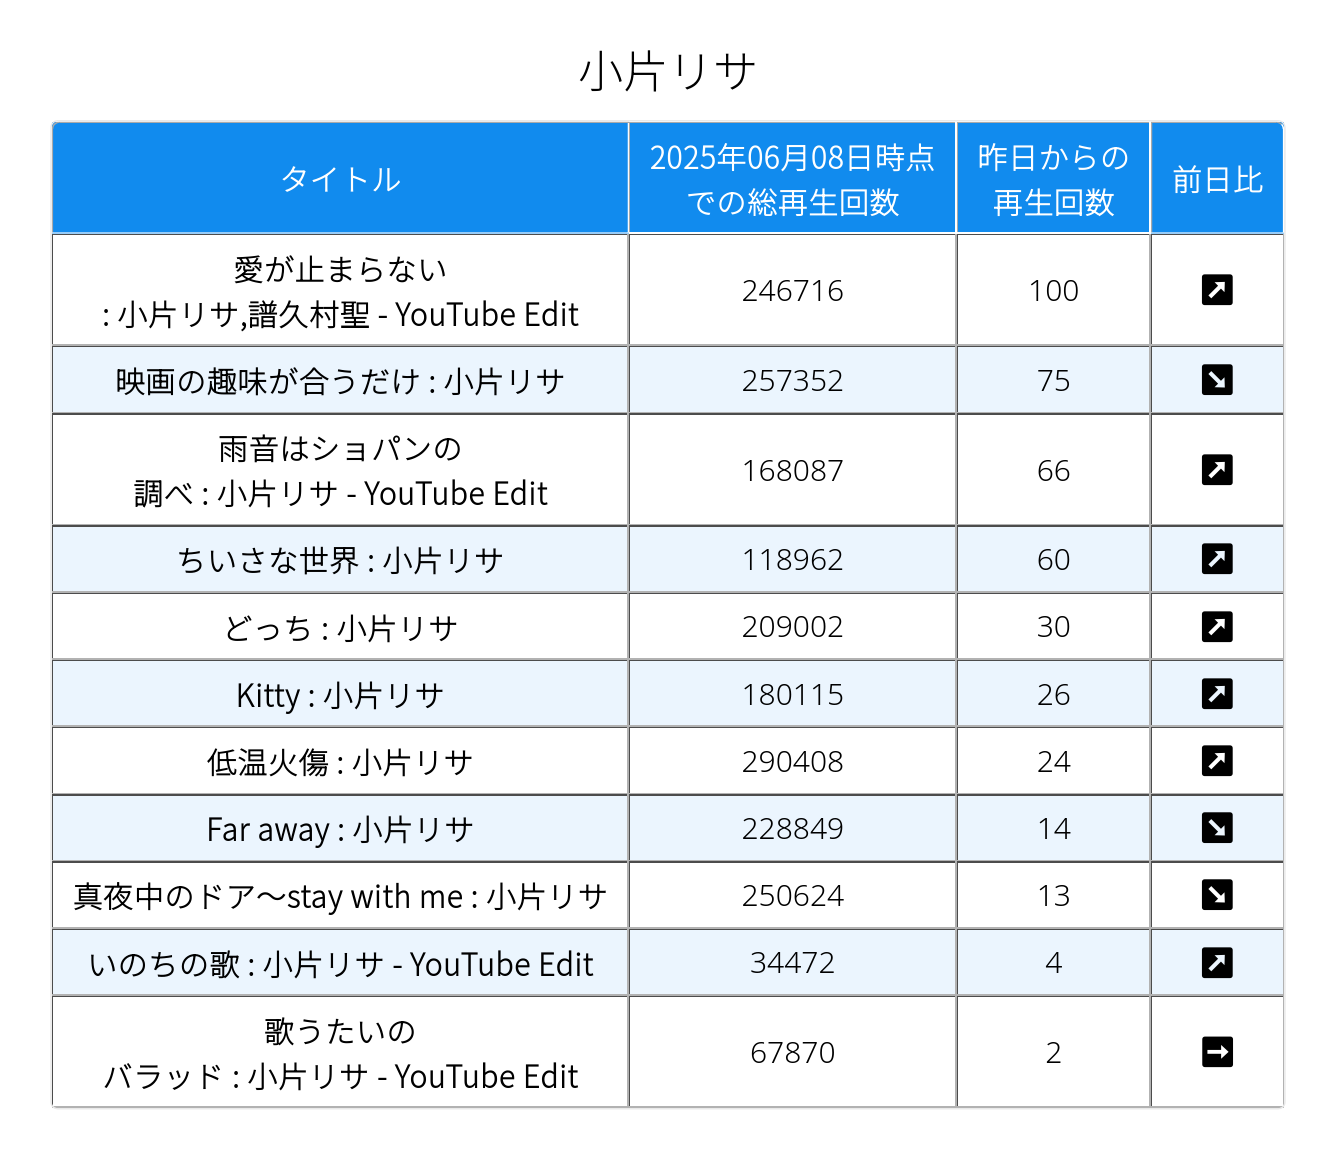 小片リサ
タイトル
2025年06月08日時点
での総再生回数
昨日からの
再生回数
前日比
愛が止まらない
: 小片リサ,譜久村聖 - YouTube Edit
246716
100
映画の趣味が合うだけ : 小片リサ
257352
75
雨音はショパンの
調べ : 小片リサ - YouTube Edit
168087
66
ちいさな世界 : 小片リサ
118962
60
どっち : 小片リサ
209002
30
Kitty : 小片リサ
180115
26
低温火傷 : 小片リサ
290408
24
Far away : 小片リサ
228849
14
真夜中のドア〜stay with me : 小片リサ
250624
13
いのちの歌 : 小片リサ - YouTube Edit
34472
4
歌うたいの
バラッド : 小片リサ - YouTube Edit
67870
2